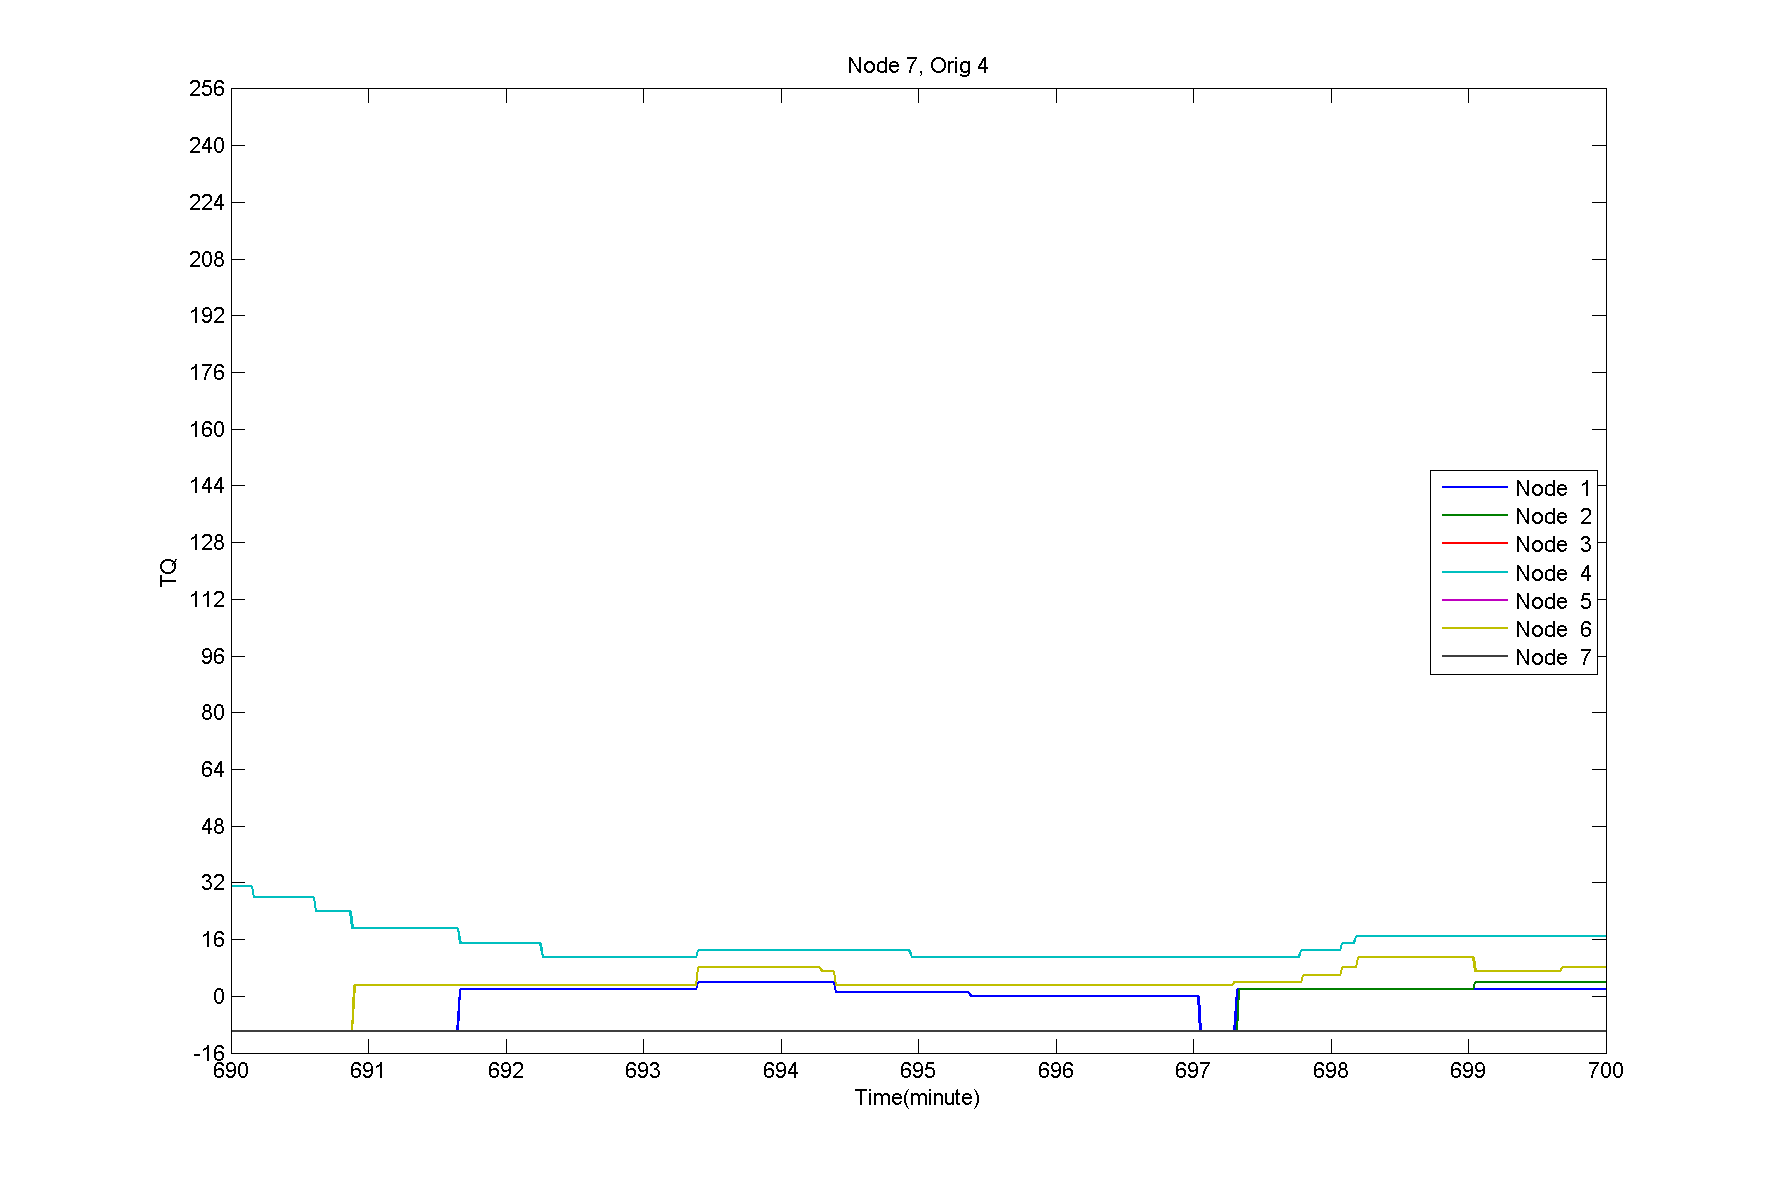 Node 7, Orig 4
256
240
224
208
192
176
160
144
128
112
96
80
64
48
32
16
0
-16
TQ
Node 1
Node 2
Node 3
Node 4
Node 5
Node 6
Node 7
690 691 692 693 694 695 696 697 698 699 700
Time(minute)